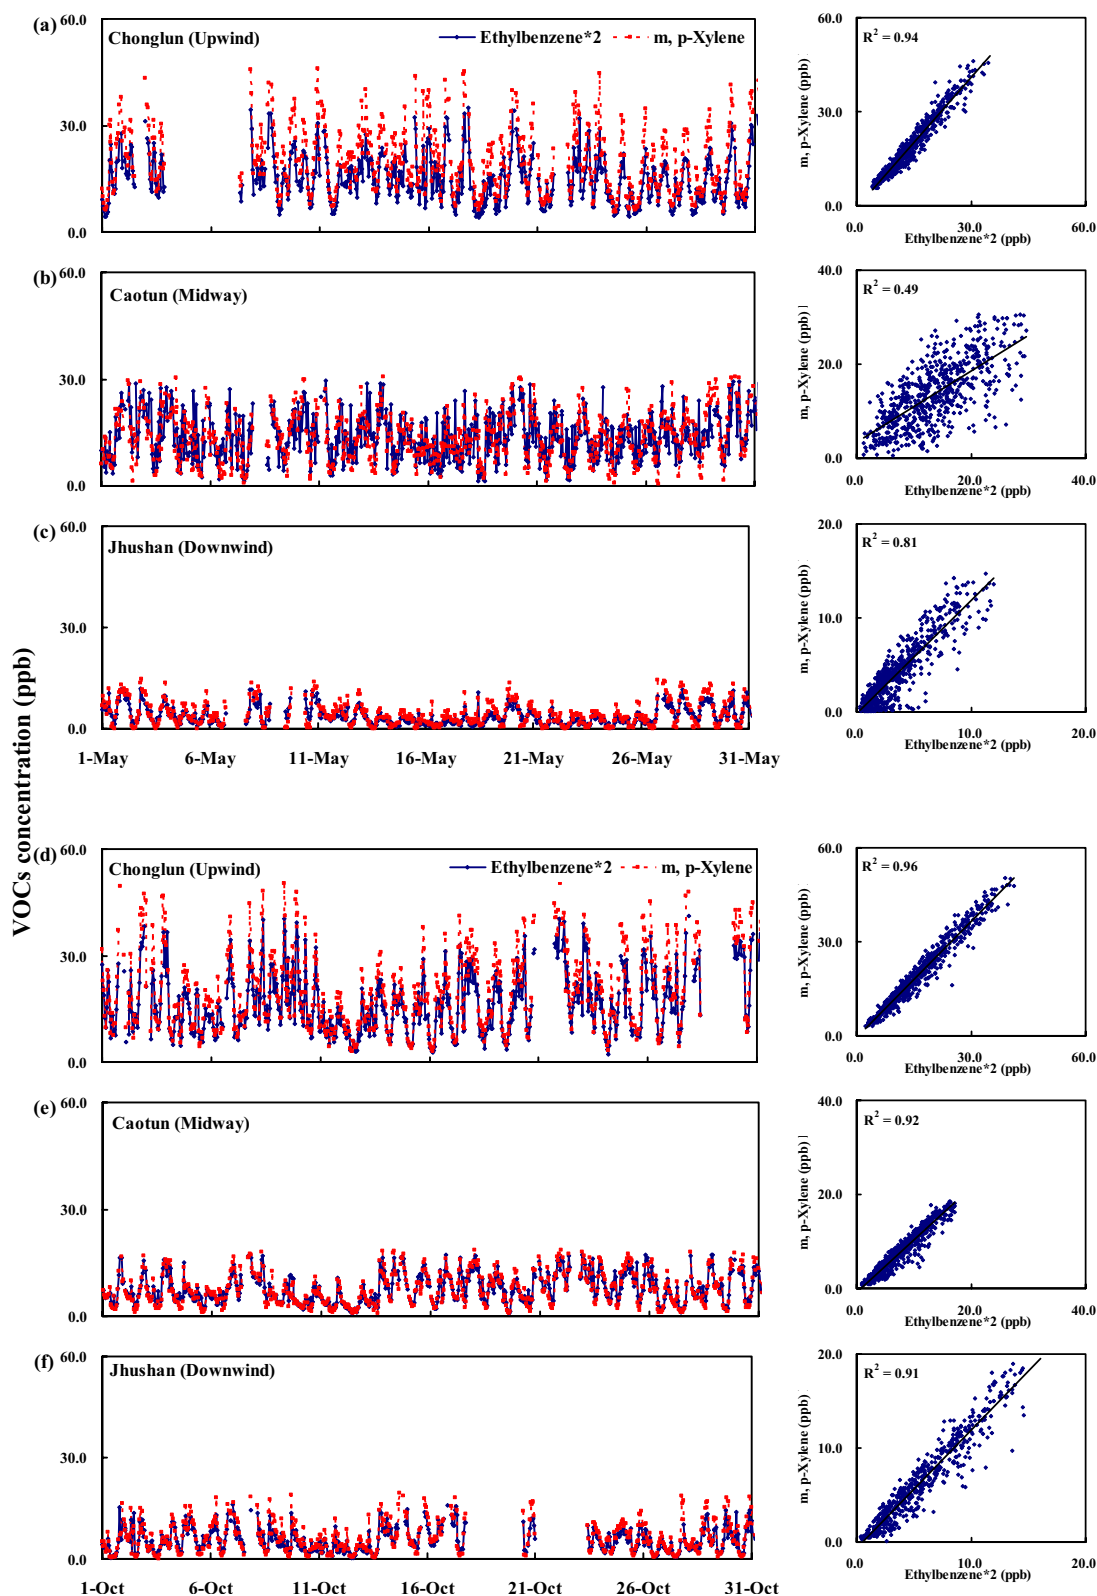 VOCs concentration (ppb)
(a)
Chonglun (Upwind)
Ethylbenzene*2
m, p-Xylene
60.0
30.0
0.0
R² = 0.94
m, p-Xylene (ppb)
60.0
30.0
0.0
0.0 30.0 60.0
Ethylbenzene*2 (ppb)
(b)
Caotun (Midway)
60.0
30.0
0.0
R² = 0.49
m, p-Xylene (ppb)
40.0
20.0
0.0
0.0 20.0 40.0
Ethylbenzene*2 (ppb)
(c)
Jhushan (Downwind)
60.0
30.0
0.0
1-May 6-May 11-May 16-May 21-May 26-May 31-May
R² = 0.81
m, p-Xylene (ppb)
20.0
10.0
0.0
0.0 10.0 20.0
Ethylbenzene*2 (ppb)
(d)
Chonglun (Upwind)
Ethylbenzene*2
m, p-Xylene
60.0
30.0
0.0
R² = 0.96
m, p-Xylene (ppb)
60.0
30.0
0.0
0.0 30.0 60.0
Ethylbenzene*2 (ppb)
(e)
Caotun (Midway)
60.0
30.0
0.0
R² = 0.92
m, p-Xylene (ppb)
40.0
20.0
0.0
0.0 20.0 40.0
Ethylbenzene*2 (ppb)
(f)
Jhushan (Downwind)
60.0
30.0
0.0
1-Oct 6-Oct 11-Oct 16-Oct 21-Oct 26-Oct 31-Oct
R² = 0.91
m, p-Xylene (ppb)
20.0
10.0
0.0
0.0 10.0 20.0
Ethylbenzene*2 (ppb)